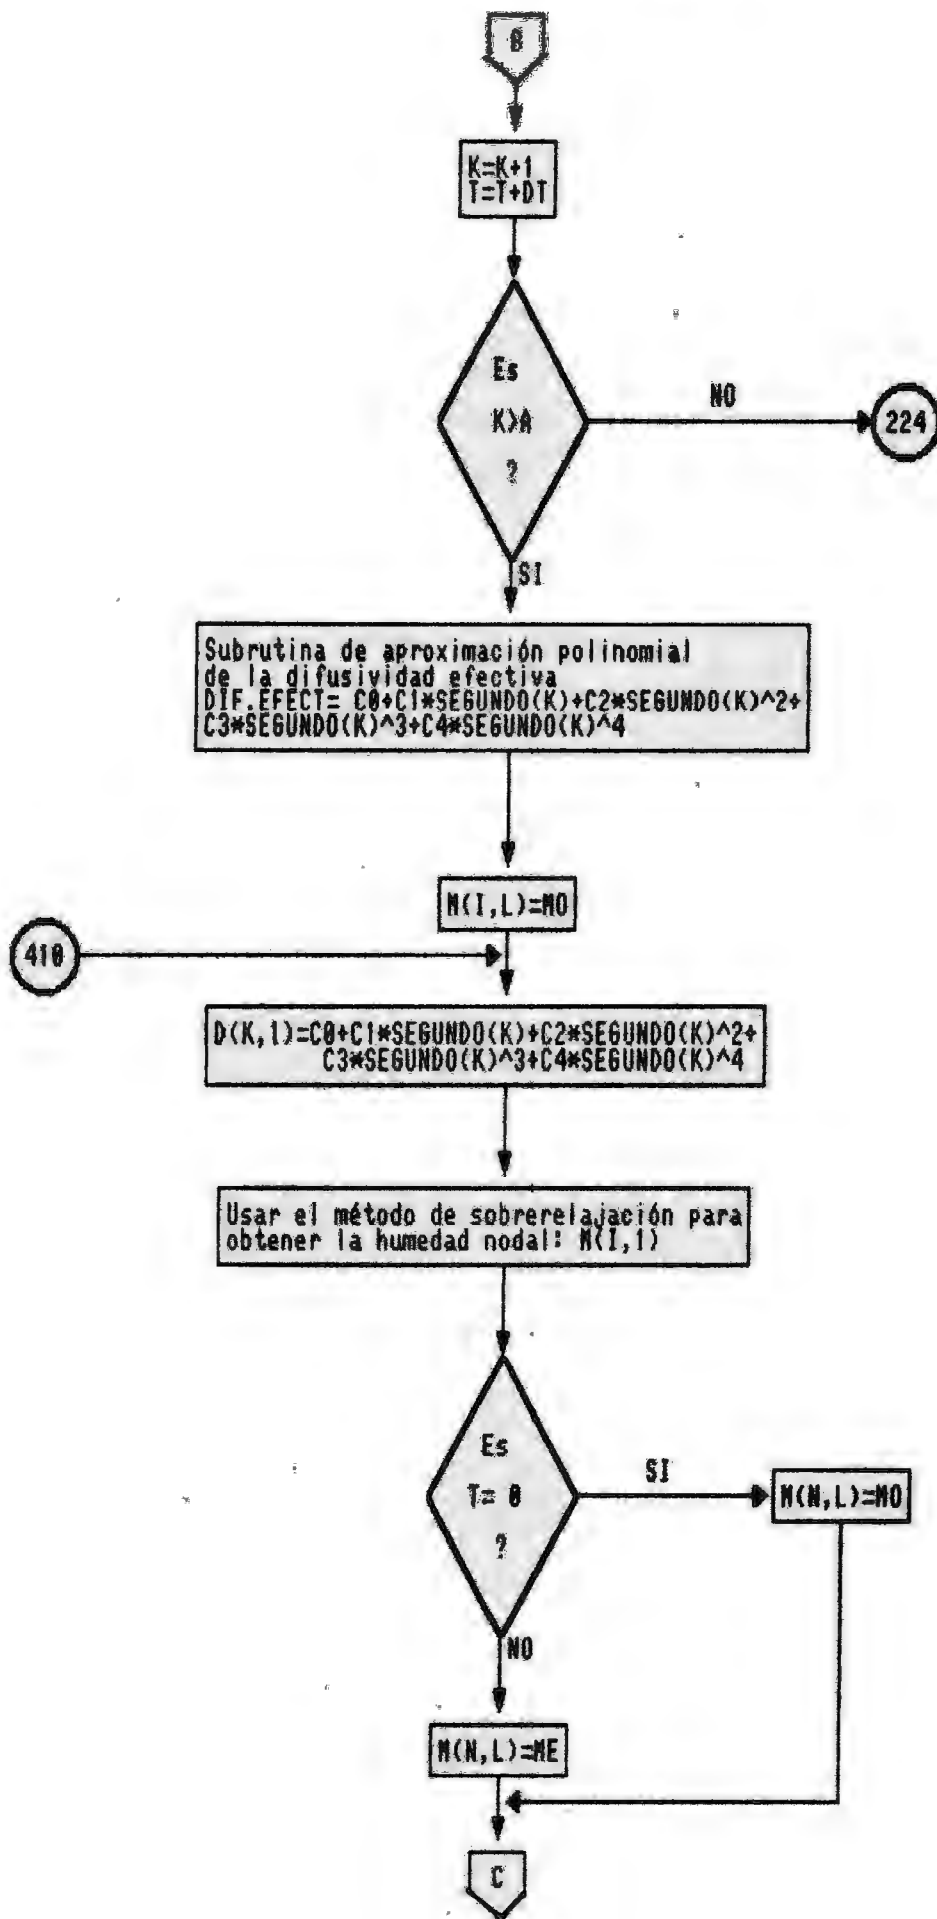 B
K=K+1
T=T+DT
Es
K>A
?
NO
224
SI
Subrutina de aproximación polinomial
de la difusividad efectiva
DIF.EFECT= C0+C1*SEGUNDO(K)+C2*SEGUNDO(K)^2+
C3*SEGUNDO(K)^3+C4*SEGUNDO(K)^4
M(I,L)=MO
410
D(K,l)=C0+C1*SEGUNDO(K)+C2*SEGUNDO(K)^2+
C3*SEGUNDO(K)^3+C4*SEGUNDO(K)^4
Usar el método de sobrerelajación para
obtener la humedad nodal: M(I,l)
Es
T= 0
?
SI
M(N,L)=MO
NO
M(N,L)=ME
C